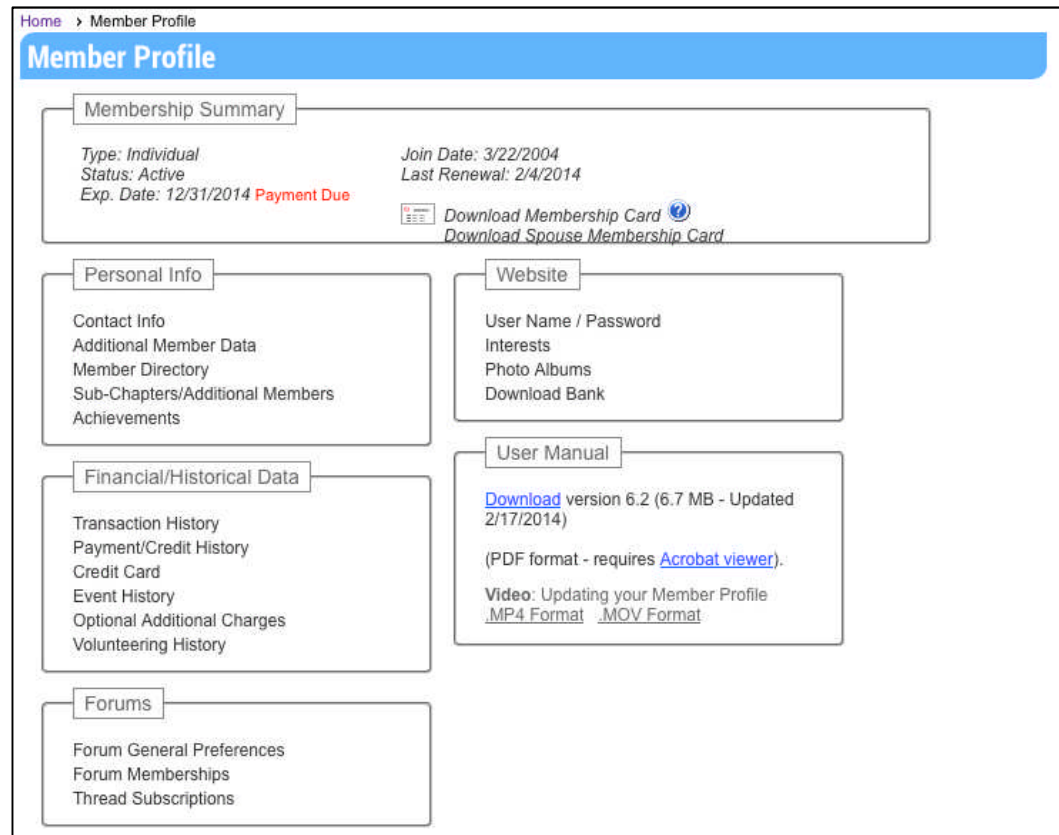 Home › Member Profile
Member Profile
Membership Summary
Type: Individual
Status: Active
Exp. Date: 12/31/2014 Payment Due
Join Date: 3/22/2004
Last Renewal: 2/4/2014
Download Membership Card ?
Download Spouse Membership Card
Personal Info
Contact Info
Additional Member Data
Member Directory
Sub-Chapters/Additional Members
Achievements
Financial/Historical Data
Transaction History
Payment/Credit History
Credit Card
Event History
Optional Additional Charges
Volunteering History
Forums
Forum General Preferences
Forum Memberships
Thread Subscriptions
Website
User Name / Password
Interests
Photo Albums
Download Bank
User Manual
Download version 6.2 (6.7 MB - Updated
2/17/2014)
(PDF format - requires Acrobat viewer).
Video: Updating your Member Profile
.MP4 Format .MOV Format